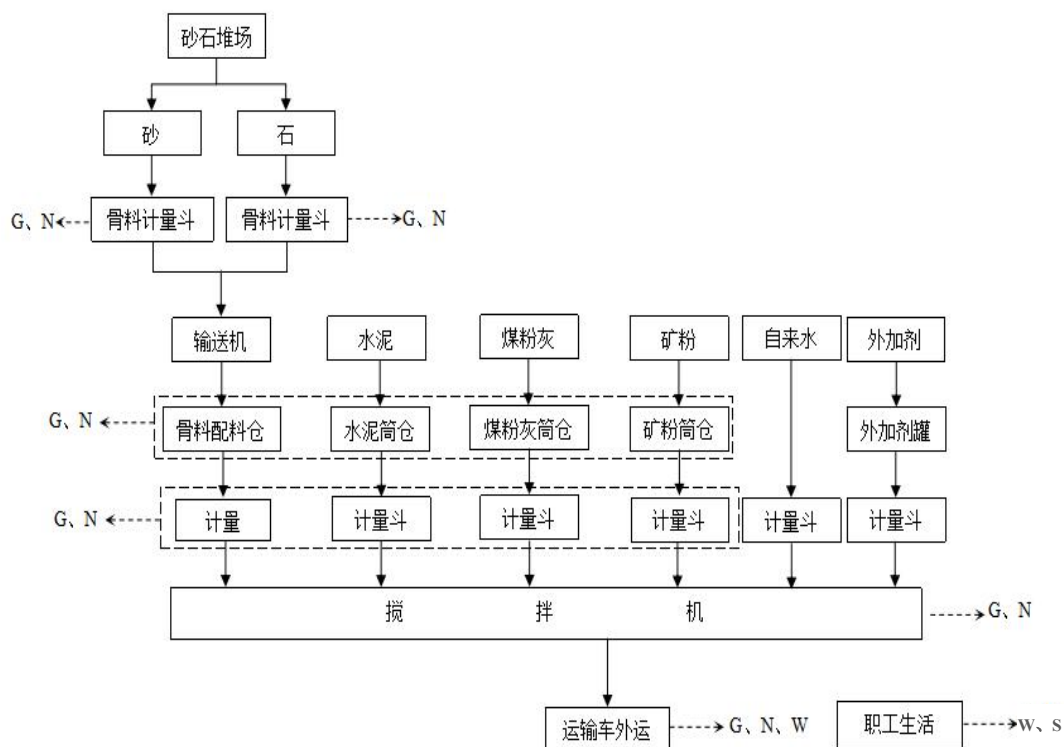 砂石堆场
砂 石
G、N 骨料计量斗 骨料计量斗 G、N
输送机 水泥 煤粉灰 矿粉 自来水 外加剂
G、N 骨料配料仓 水泥筒仓 煤粉灰筒仓 矿粉筒仓 外加剂罐
G、N 计量 计量斗 计量斗 计量斗 计量斗 计量斗
搅 拌 机 G、N
运输车外运 G、N、W 职工生活 W、S